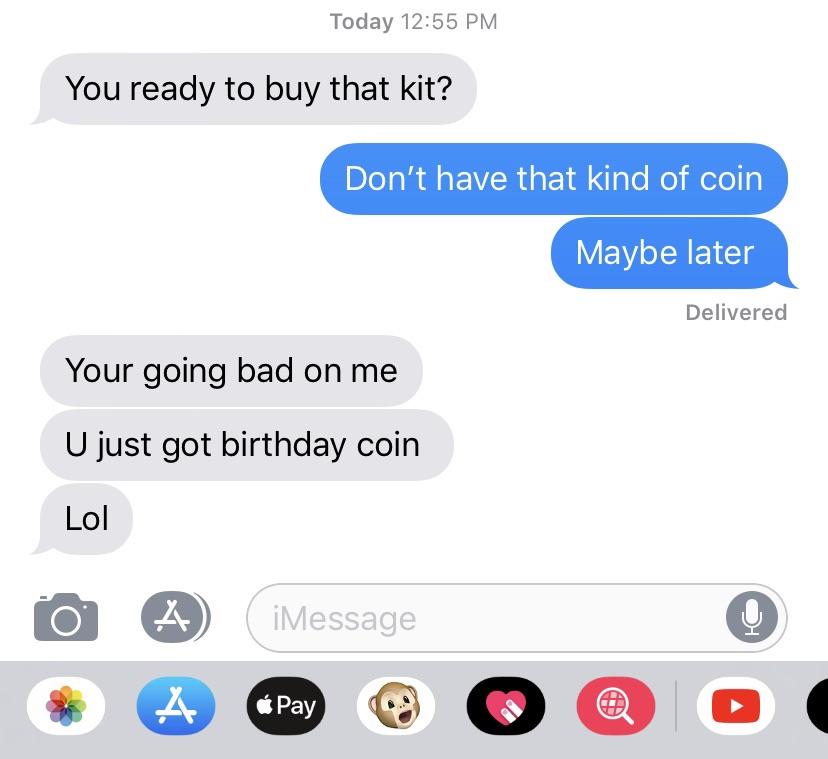 Today 12:55 PM
You ready to buy that kit?
Don’t have that kind of coin
Maybe later
Delivered
Your going bad on me
U just got birthday coin
Lol
iMessage
Pay